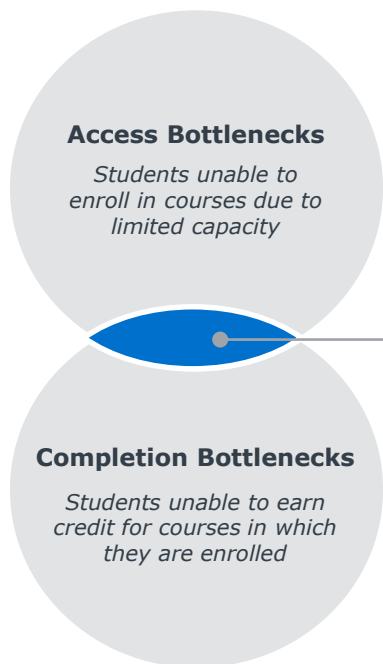 Access Bottlenecks
Students unable to
enroll in courses due to
limited capacity
Completion Bottlenecks
Students unable to earn
credit for courses in which
they are enrolled